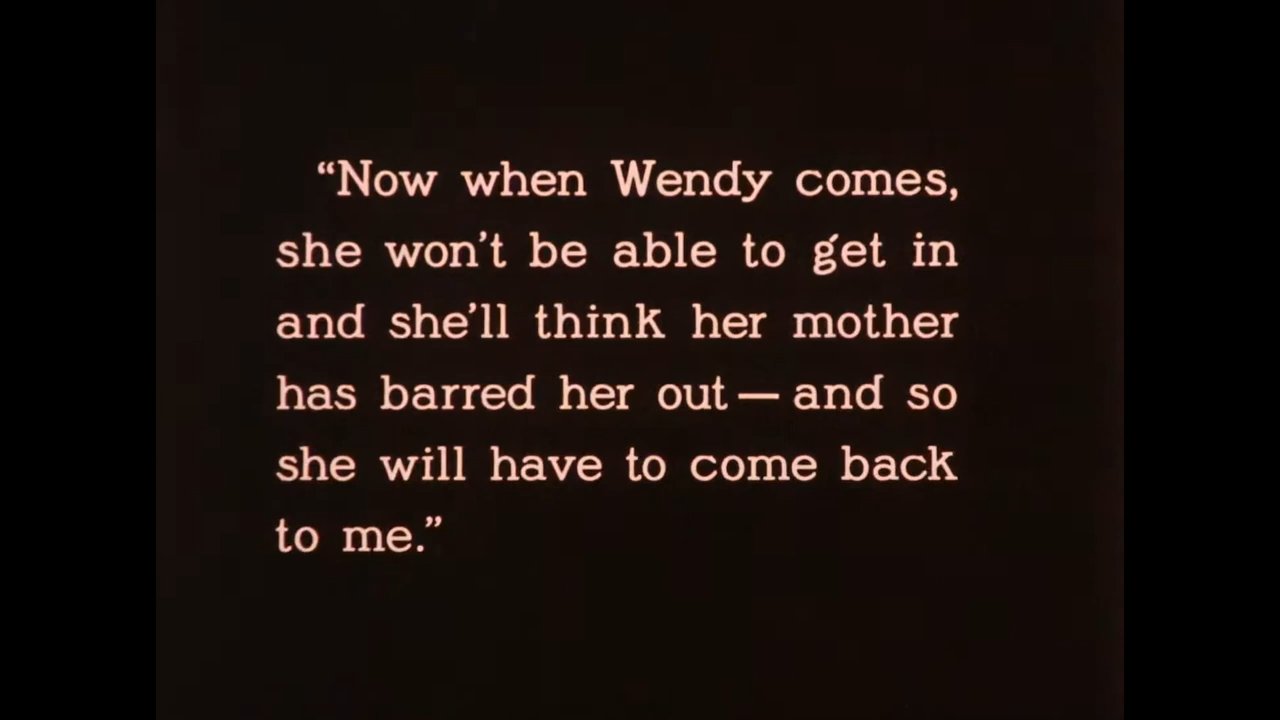 “Now when Wendy comes,
she won’t be able to get in
and she’ll think her mother
has barred her out — and so
she will have to come back
to me.”